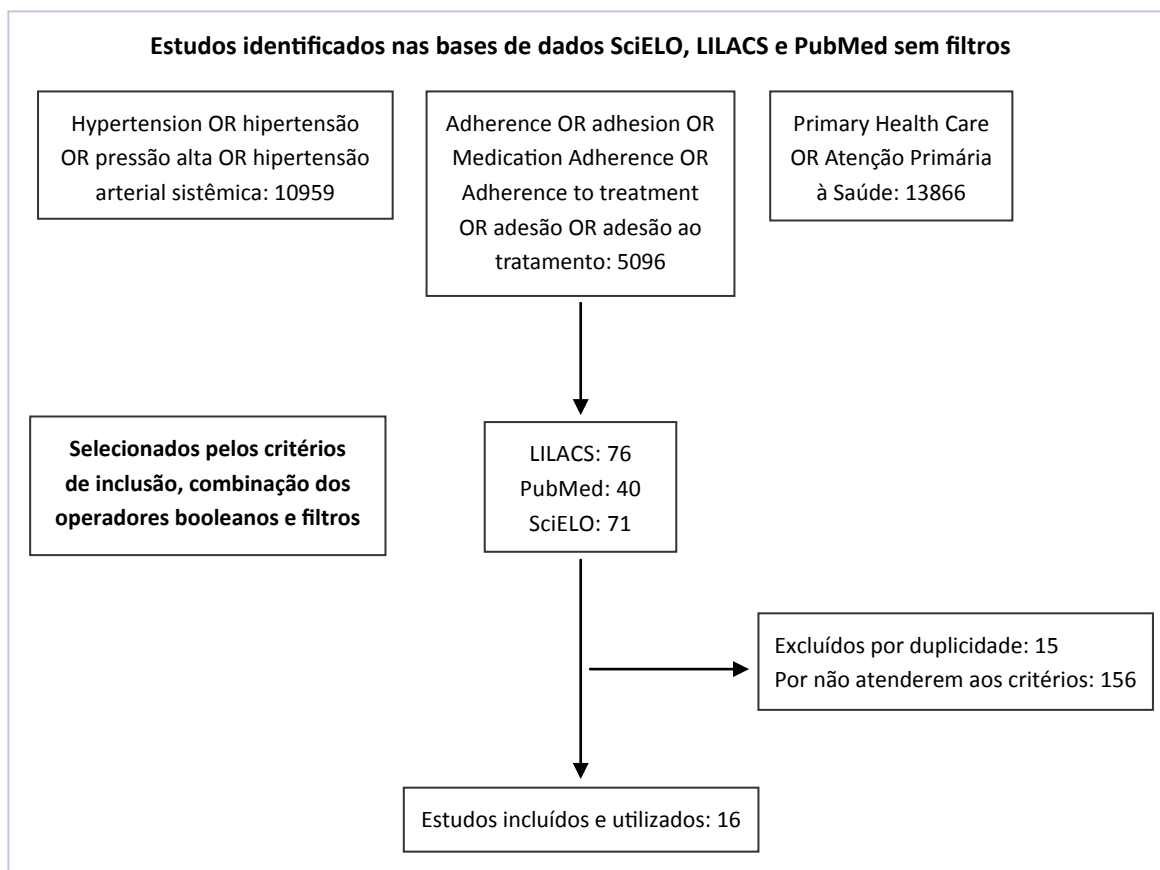 Estudos identificados nas bases de dados SciELO, LILACS e PubMed sem filtros
Hypertension OR hipertensão
OR pressão alta OR hipertensão
arterial sistêmica: 10959
Adherence OR adhesion OR
Medication Adherence OR
Adherence to treatment
OR adesão OR adesão ao
tratamento: 5096
Primary Health Care
OR Atenção Primária
à Saúde: 13866
Selecionados pelos critérios
de inclusão, combinação dos
operadores booleanos e filtros
LILACS: 76
PubMed: 40
SciELO: 71
Excluídos por duplicidade: 15
Por não atenderem aos critérios: 156
Estudos incluídos e utilizados: 16